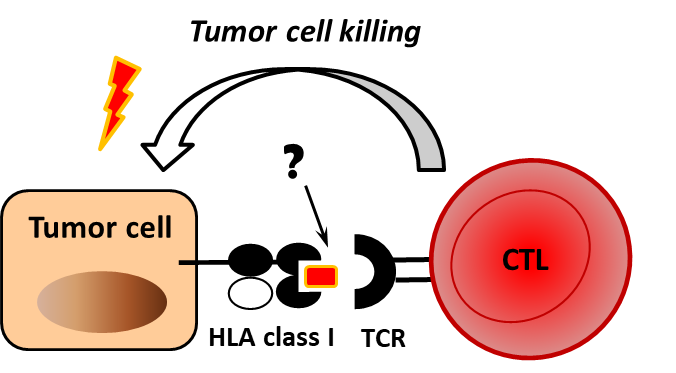 Tumor cell killing
?
Tumor cell
CTL
HLA class I
TCR